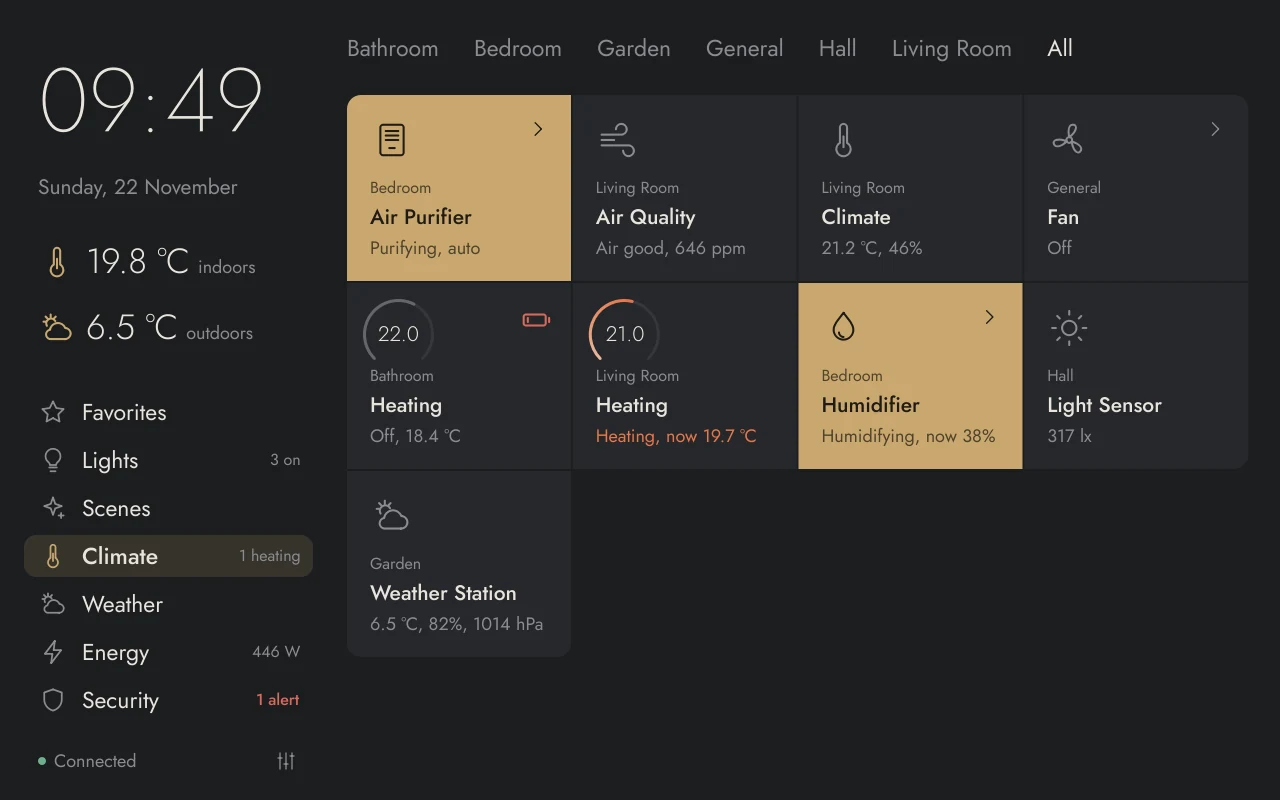 09:49
Sunday, 22 November
19.8 °C indoors
6.5 °C outdoors
Favorites
Lights 3 on
Scenes
Climate 1 heating
Weather
Energy 446 W
Security 1 alert
Connected
Bathroom Bedroom Garden General Hall Living Room All
Bedroom
Air Purifier
Purifying, auto
Living Room
Air Quality
Air good, 646 ppm
Living Room
Climate
21.2 °C, 46%
General
Fan
Off
22.0
Bathroom
Heating
Off, 18.4 °C
21.0
Living Room
Heating
Heating, now 19.7 °C
Bedroom
Humidifier
Humidifying, now 38%
Hall
Light Sensor
317 lx
Garden
Weather Station
6.5 °C, 82%, 1014 hPa